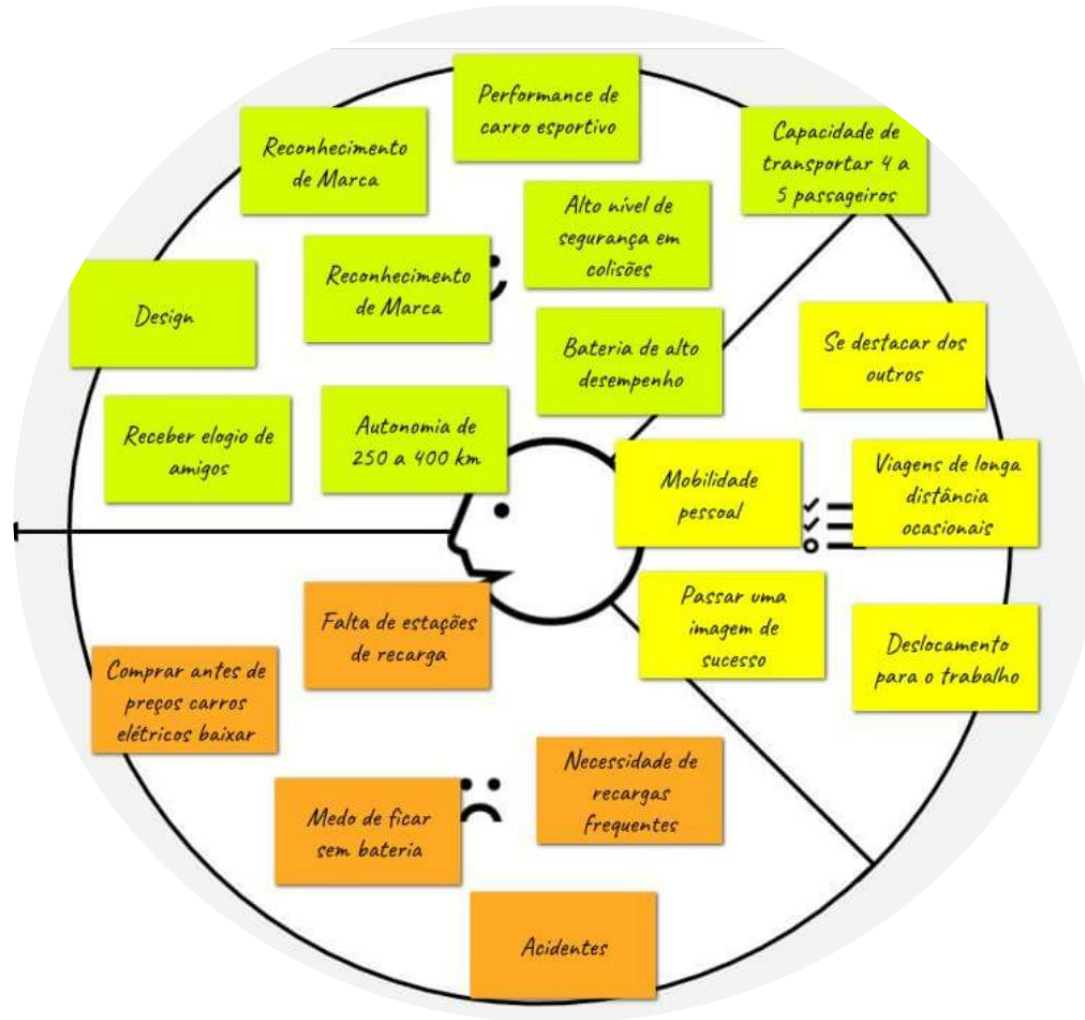 Performance de
carro esportivo
Reconhecimento
de Marca
Capacidade de
transportar 4 a
5 passageiros
Alto nível de
segurança em
colisões
Reconhecimento
de Marca
Design
Bateria de alto
desempenho
Se destacar dos
outros
Receber elogio de
amigos
Autonomia de
250 a 400 km
Mobilidade
pessoal
Viagens de longa
distância
ocasionais
Falta de estações
de recarga
Passar uma
imagem de
sucesso
Deslocamento
para o trabalho
Comprar antes de
preços carros
elétricos baixar
Necessidade de
recargas
frequentes
Medo de ficar
sem bateria
Acidentes